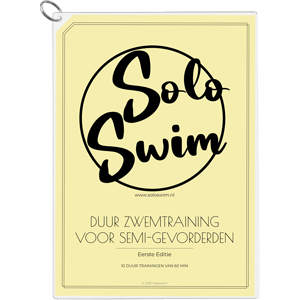 Solo
Swim
www.soloswim.nl
DUUR ZWEMTRAINING
VOOR SEMI-GEVORDERDEN
Eerste Editie
10 DUUR TRAININGEN VAN 60 MIN